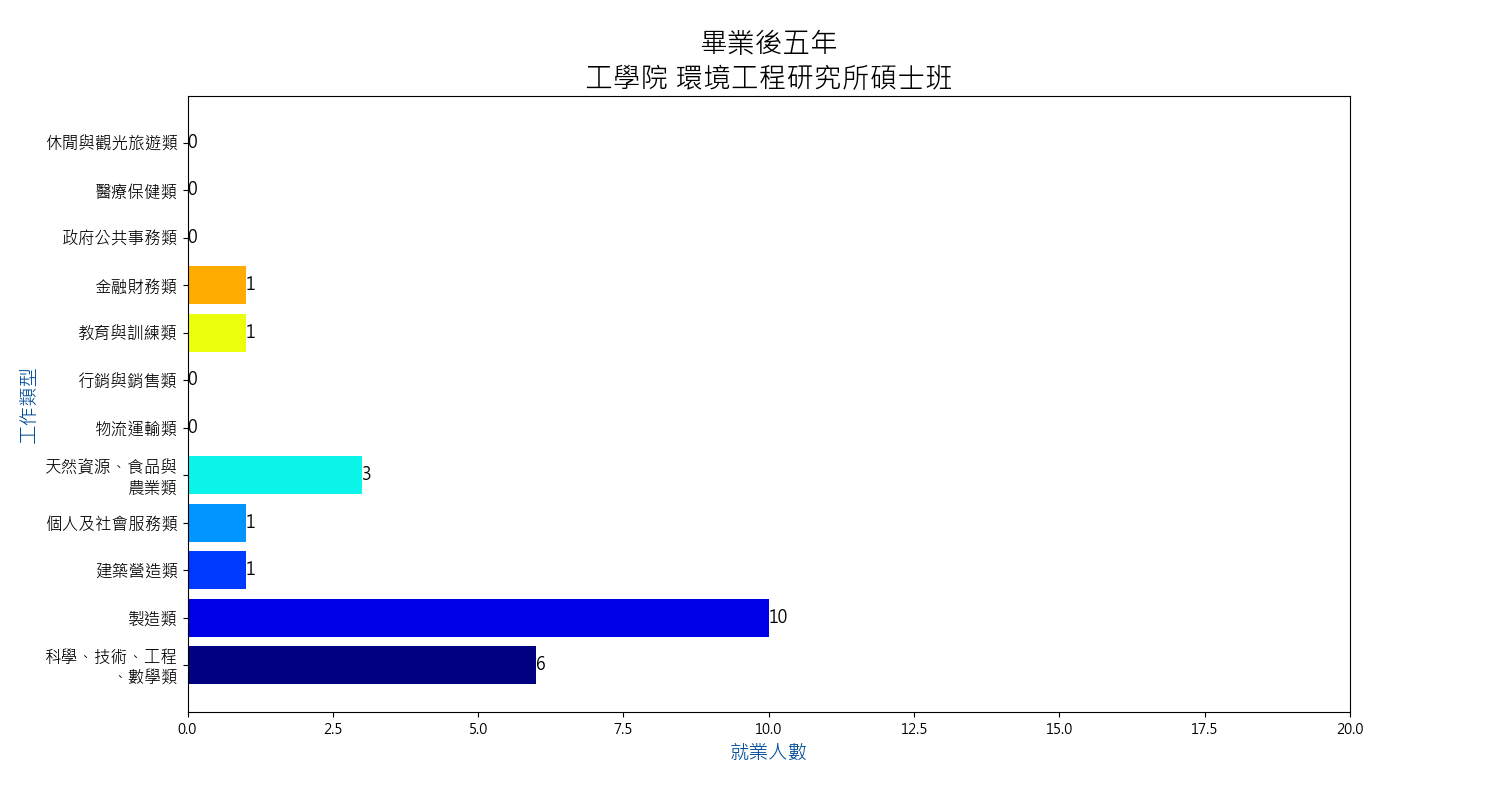 畢業後五年
工學院 環境工程研究所碩士班
休閒與觀光旅遊類 0
醫療保健類 0
政府公共事務類 0
金融財務類 1
教育與訓練類 1
行銷與銷售類 0
物流運輸類 0
天然資源、食品與
農業類 3
個人及社會服務類 1
建築營造類 1
製造類 10
科學、技術、工程
、數學類 6
工作類型
0.0 2.5 5.0 7.5 10.0 12.5 15.0 17.5 20.0
就業人數